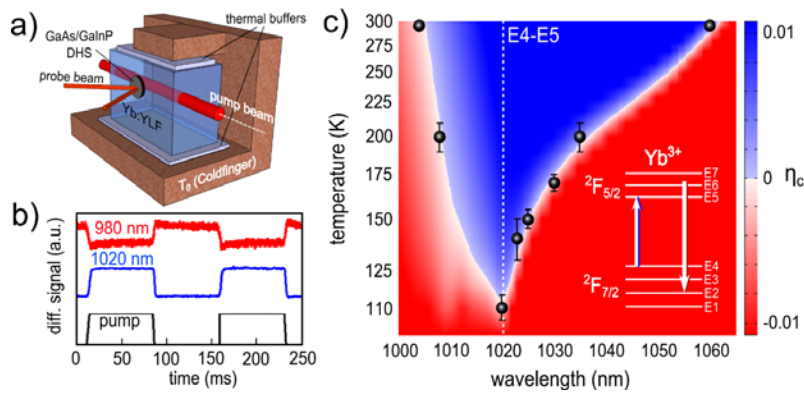 a)
thermal buffers
GaAs/GaInP
DHS
probe beam
pump beam
Yb:YLF
T₀ (Coldfinger)
b)
980 nm
1020 nm
pump
diff. signal (a.u.)
0 50 100 150 200 250
time (ms)
c)
E4-E5
300
275
250
225
200
175
150
125
110
temperature (K)
1000 1010 1020 1030 1040 1050 1060
wavelength (nm)
Yb³⁺
²F₅/₂
E7
E6
E5
²F₇/₂
E4
E3
E2
E1
0.01
0
-0.01
η_c